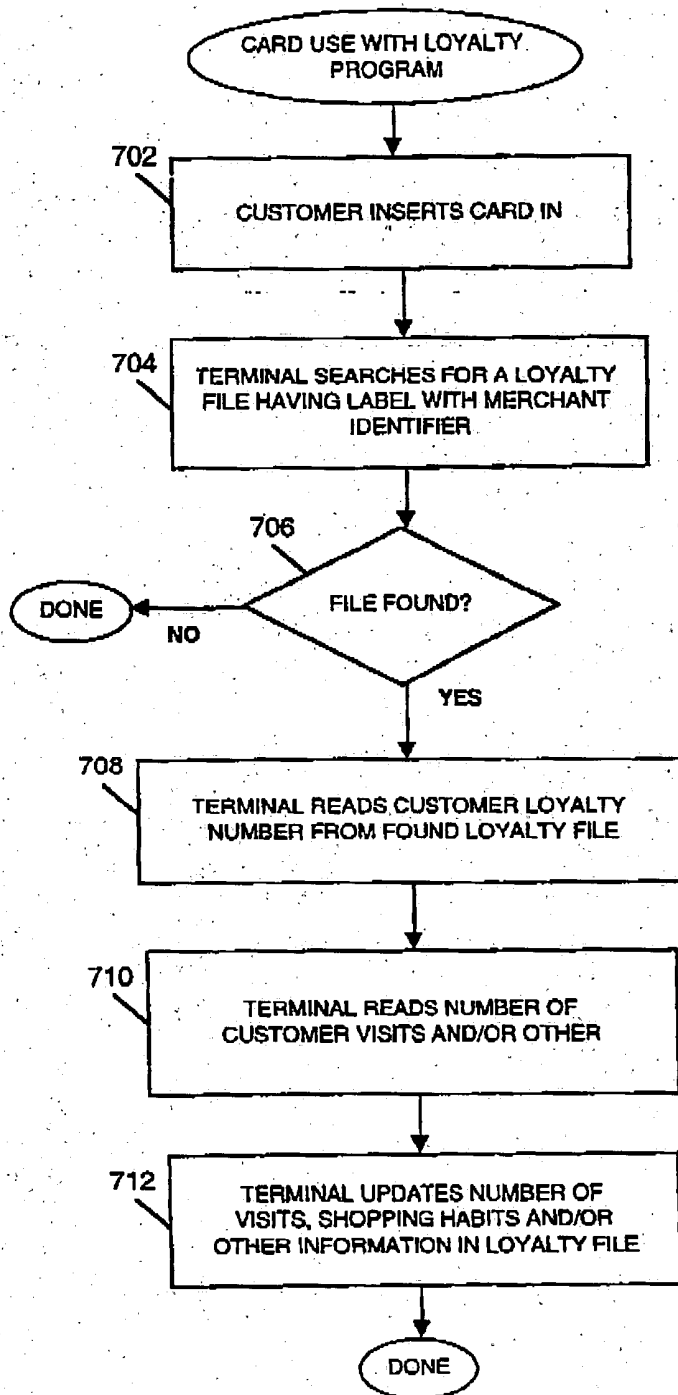 CARD USE WITH LOYALTY
PROGRAM
702
CUSTOMER INSERTS CARD IN
704
TERMINAL SEARCHES FOR A LOYALTY
FILE HAVING LABEL WITH MERCHANT
IDENTIFIER
706
FILE FOUND?
DONE
NO
YES
708
TERMINAL READS CUSTOMER LOYALTY
NUMBER FROM FOUND LOYALTY FILE
710
TERMINAL READS NUMBER OF
CUSTOMER VISITS AND/OR OTHER
712
TERMINAL UPDATES NUMBER OF
VISITS, SHOPPING HABITS AND/OR
OTHER INFORMATION IN LOYALTY FILE
DONE